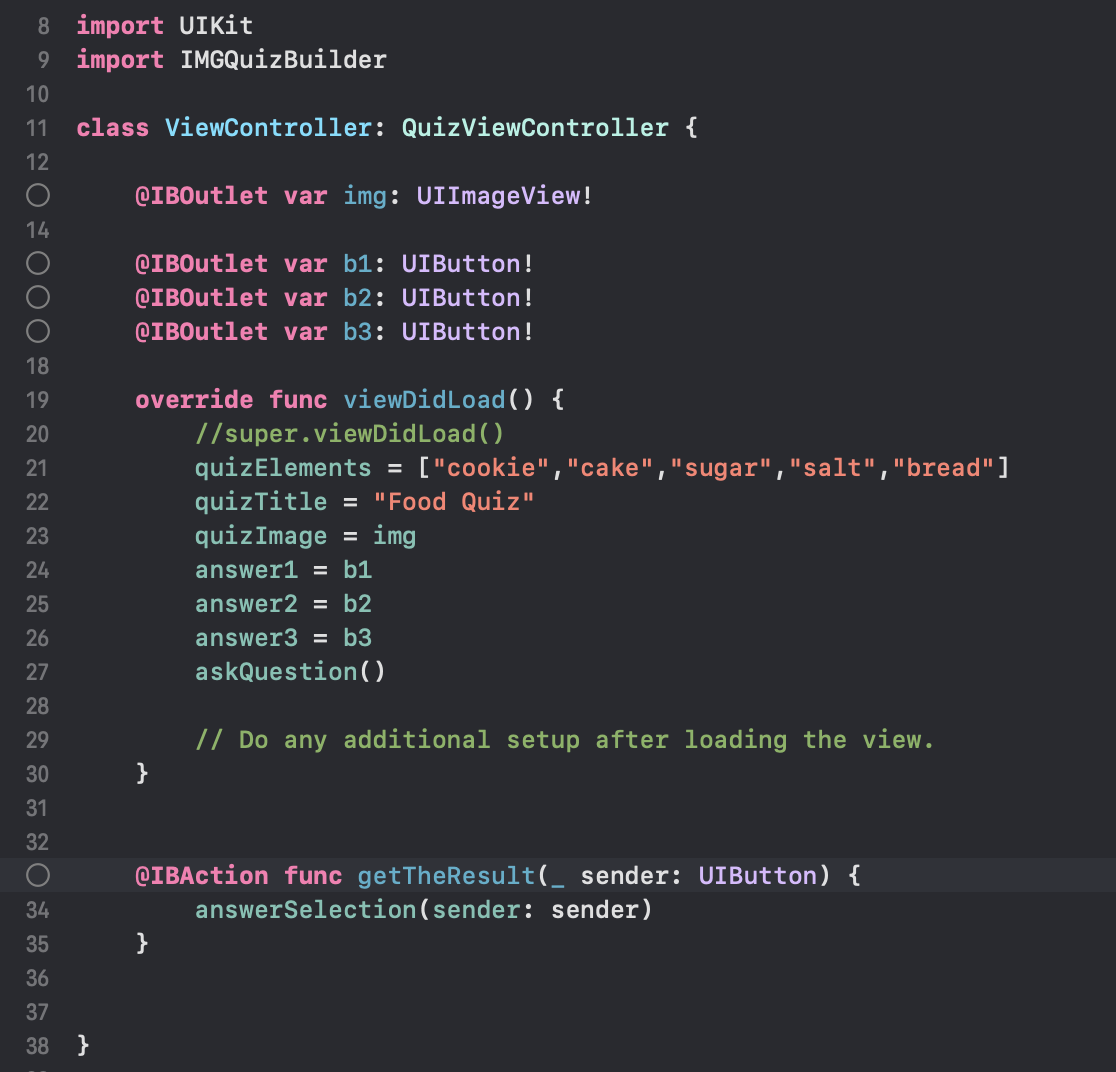 8 import UIKit
9 import IMGQuizBuilder
10
11 class ViewController: QuizViewController {
12
@IBOutlet var img: UIImageView!
14
@IBOutlet var b1: UIButton!
@IBOutlet var b2: UIButton!
@IBOutlet var b3: UIButton!
18
19 override func viewDidLoad() {
20 //super.viewDidLoad()
21 quizElements = ["cookie","cake","sugar","salt","bread"]
22 quizTitle = "Food Quiz"
23 quizImage = img
24 answer1 = b1
25 answer2 = b2
26 answer3 = b3
27 askQuestion()
28
29 // Do any additional setup after loading the view.
30 }
31
32
@IBAction func getTheResult(_ sender: UIButton) {
34 answerSelection(sender: sender)
35 }
36
37
38 }